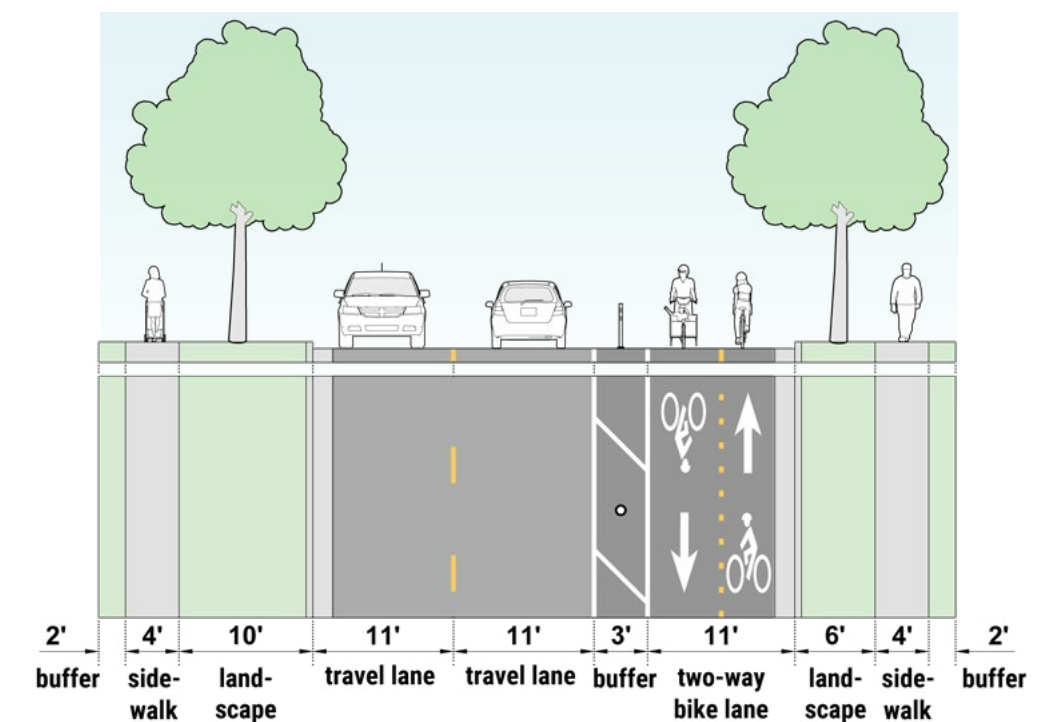 2' 4' 10' 11' 11' 3' 11' 6' 4' 2'
buffer side- land- travel lane travel lane buffer two-way land- side- buffer
walk scape bike lane scape walk